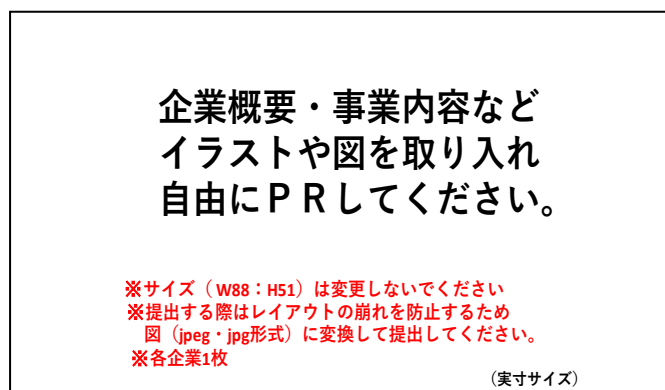 企業概要・事業内容など
イラストや図を取り入れ
自由にＰＲしてください。
※サイズ（ W88：H51）は変更しないでください
※提出する際はレイアウトの崩れを防止するため
図（jpeg・jpg形式）に変換して提出してください。
※各企業1枚
（実寸サイズ）